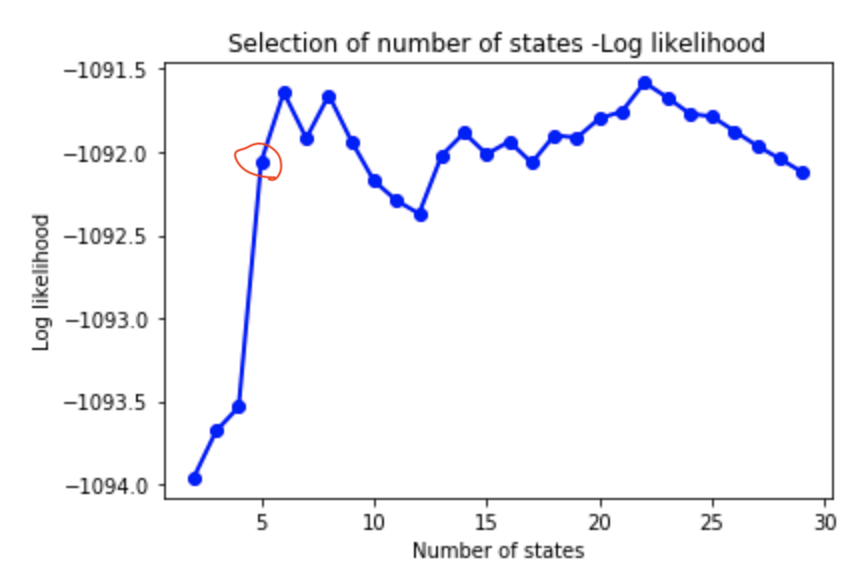 Selection of number of states -Log likelihood
−1091.5
−1092.0
−1092.5
−1093.0
−1093.5
−1094.0
Log likelihood
5 10 15 20 25 30
Number of states